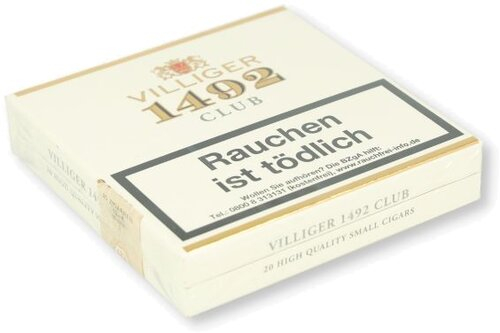 VILLIGER
1492
CLUB
Rauchen
ist tödlich
Wollen Sie aufhören? Die BZgA hilft:
Tel.: 0800 8 313131 (kostenfrei), www.rauchfrei-info.de
VILLIGER 1492 CLUB
20 HIGH QUALITY SMALL CIGARS